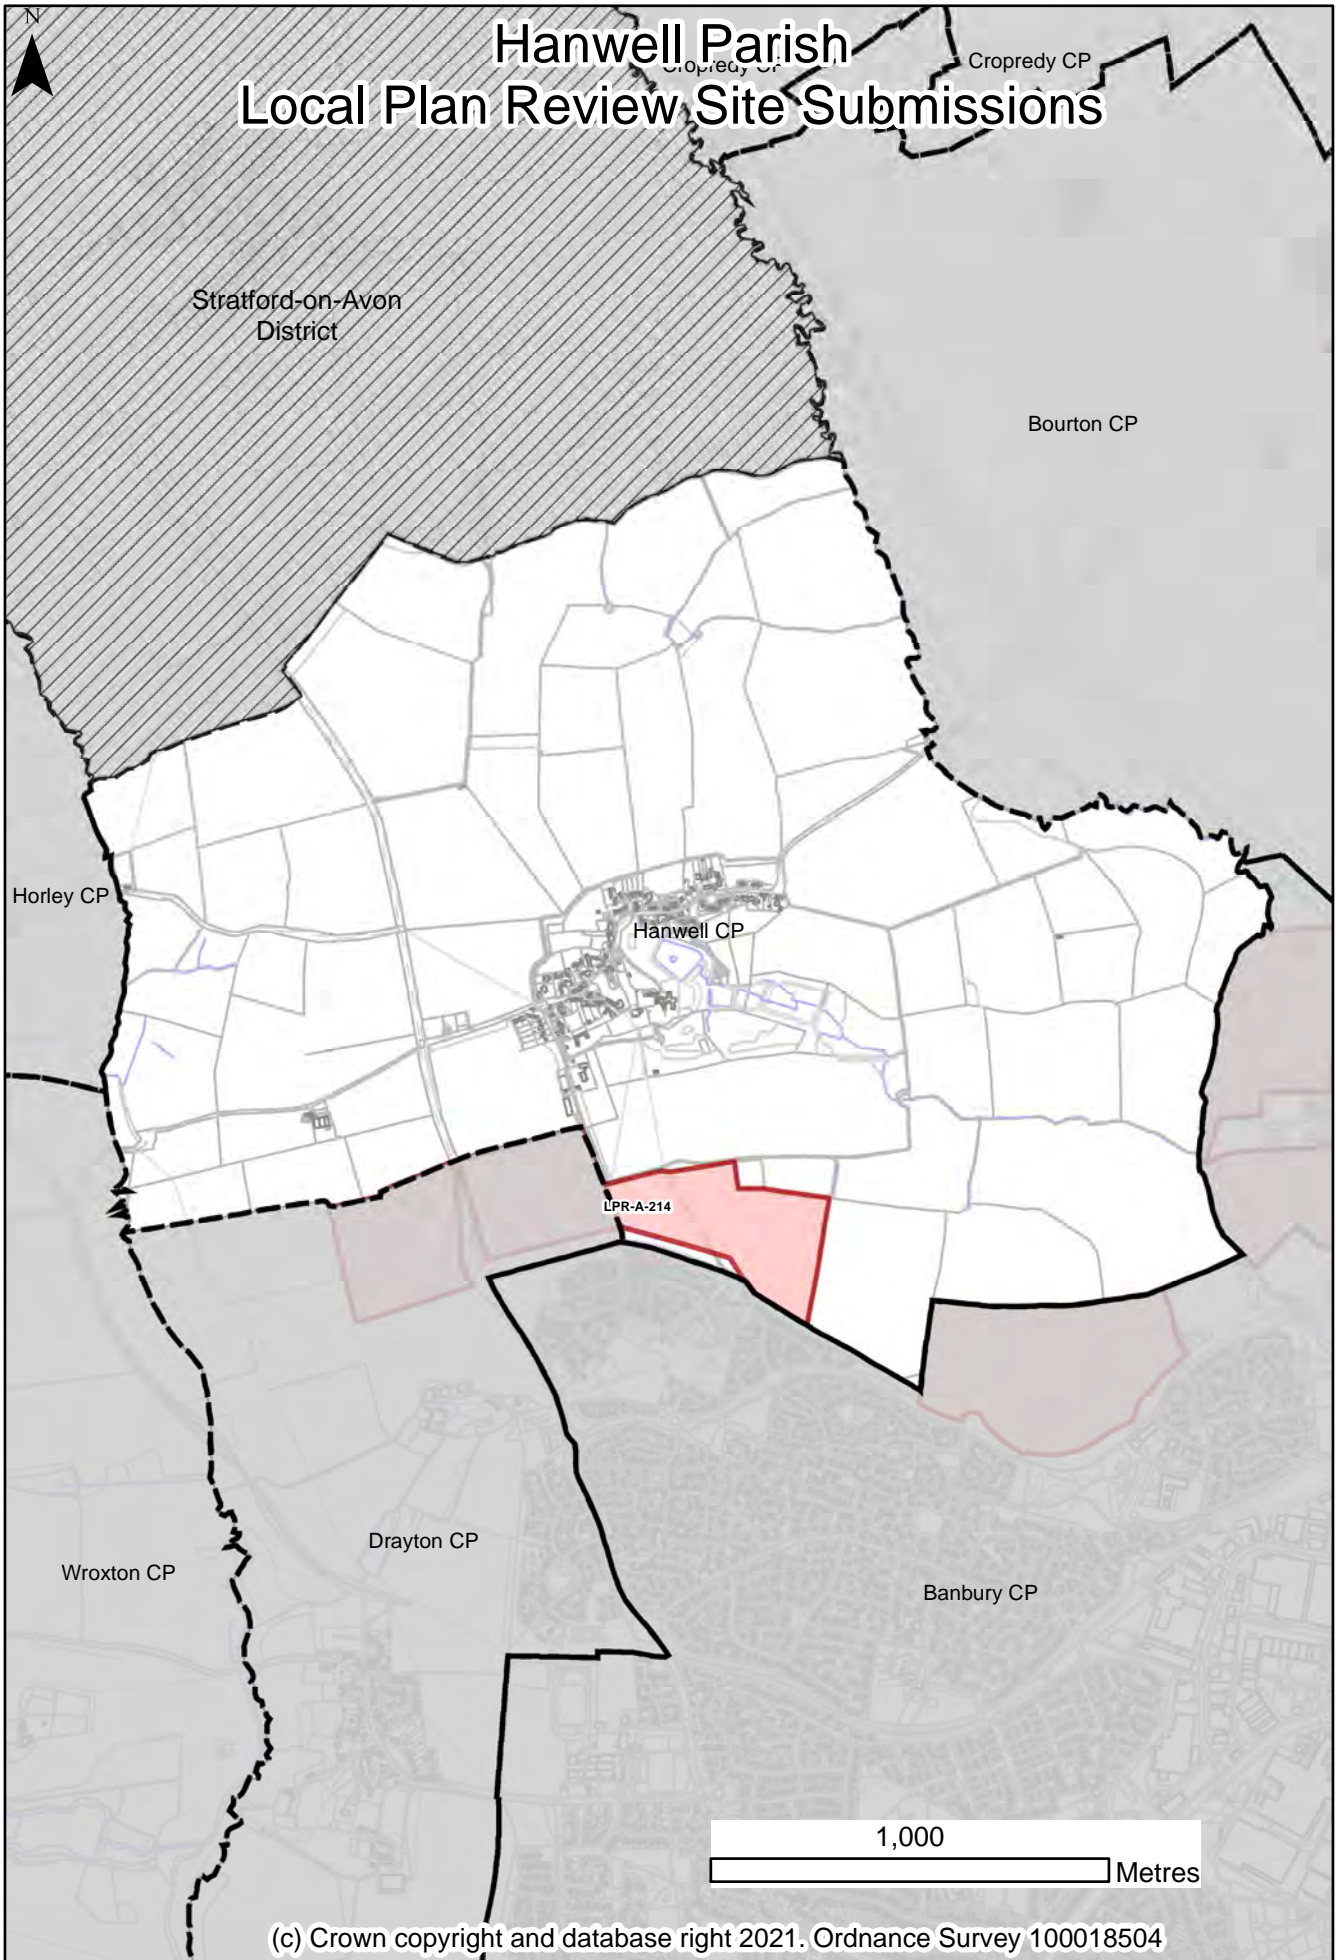 N
Hanwell Parish
Local Plan Review Site Submissions
Cropredy CP
Cropredy CP
Stratford-on-Avon
District
Bourton CP
Horley CP
Hanwell CP
LPR-A-214
Drayton CP
Wroxton CP
Banbury CP
1,000
Metres
(c) Crown copyright and database right 2021. Ordnance Survey 100018504